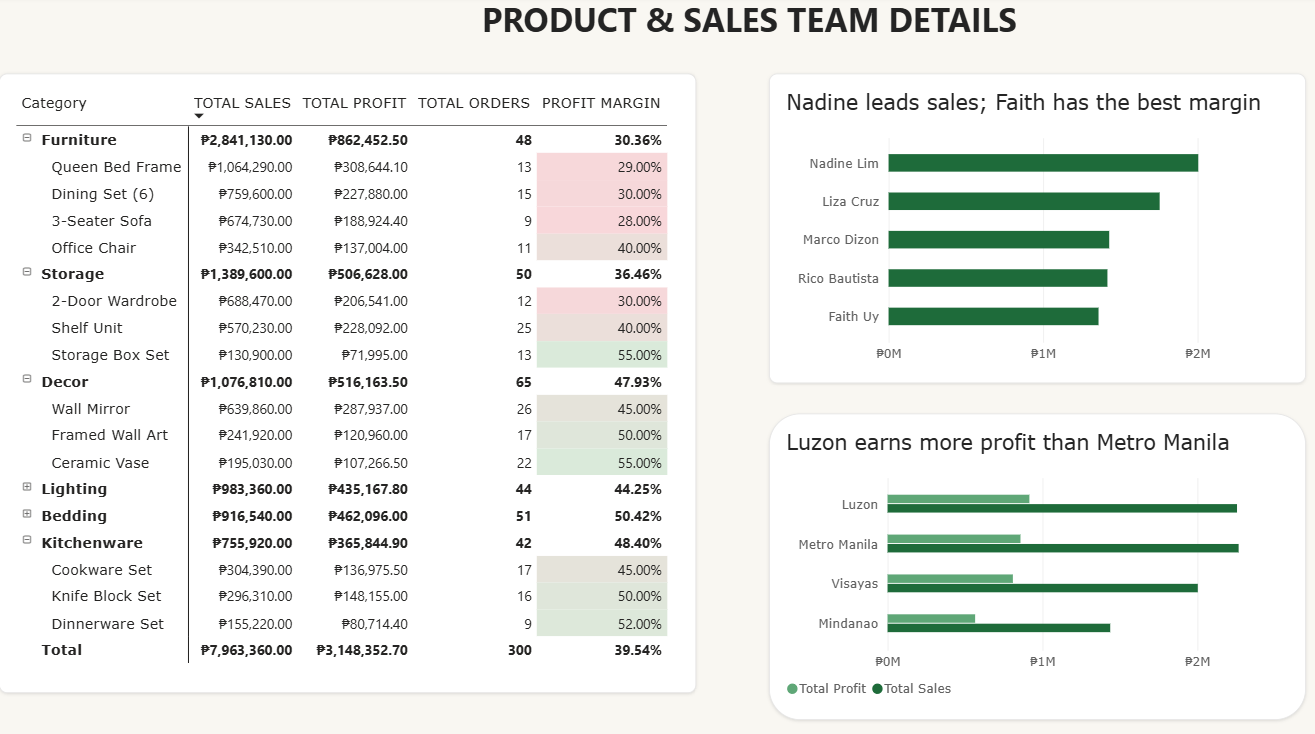 PRODUCT & SALES TEAM DETAILS
Category TOTAL SALES TOTAL PROFIT TOTAL ORDERS PROFIT MARGIN
Furniture ₱2,841,130.00 ₱862,452.50 48 30.36%
Queen Bed Frame ₱1,064,290.00 ₱308,644.10 13 29.00%
Dining Set (6) ₱759,600.00 ₱227,880.00 15 30.00%
3-Seater Sofa ₱674,730.00 ₱188,924.40 9 28.00%
Office Chair ₱342,510.00 ₱137,004.00 11 40.00%
Storage ₱1,389,600.00 ₱506,628.00 50 36.46%
2-Door Wardrobe ₱688,470.00 ₱206,541.00 12 30.00%
Shelf Unit ₱570,230.00 ₱228,092.00 25 40.00%
Storage Box Set ₱130,900.00 ₱71,995.00 13 55.00%
Decor ₱1,076,810.00 ₱516,163.50 65 47.93%
Wall Mirror ₱639,860.00 ₱287,937.00 26 45.00%
Framed Wall Art ₱241,920.00 ₱120,960.00 17 50.00%
Ceramic Vase ₱195,030.00 ₱107,266.50 22 55.00%
Lighting ₱983,360.00 ₱435,167.80 44 44.25%
Bedding ₱916,540.00 ₱462,096.00 51 50.42%
Kitchenware ₱755,920.00 ₱365,844.90 42 48.40%
Cookware Set ₱304,390.00 ₱136,975.50 17 45.00%
Knife Block Set ₱296,310.00 ₱148,155.00 16 50.00%
Dinnerware Set ₱155,220.00 ₱80,714.40 9 52.00%
Total ₱7,963,360.00 ₱3,148,352.70 300 39.54%
Nadine leads sales; Faith has the best margin
Nadine Lim
Liza Cruz
Marco Dizon
Rico Bautista
Faith Uy
₱0M ₱1M ₱2M
Luzon earns more profit than Metro Manila
Luzon
Metro Manila
Visayas
Mindanao
₱0M ₱1M ₱2M
Total Profit Total Sales